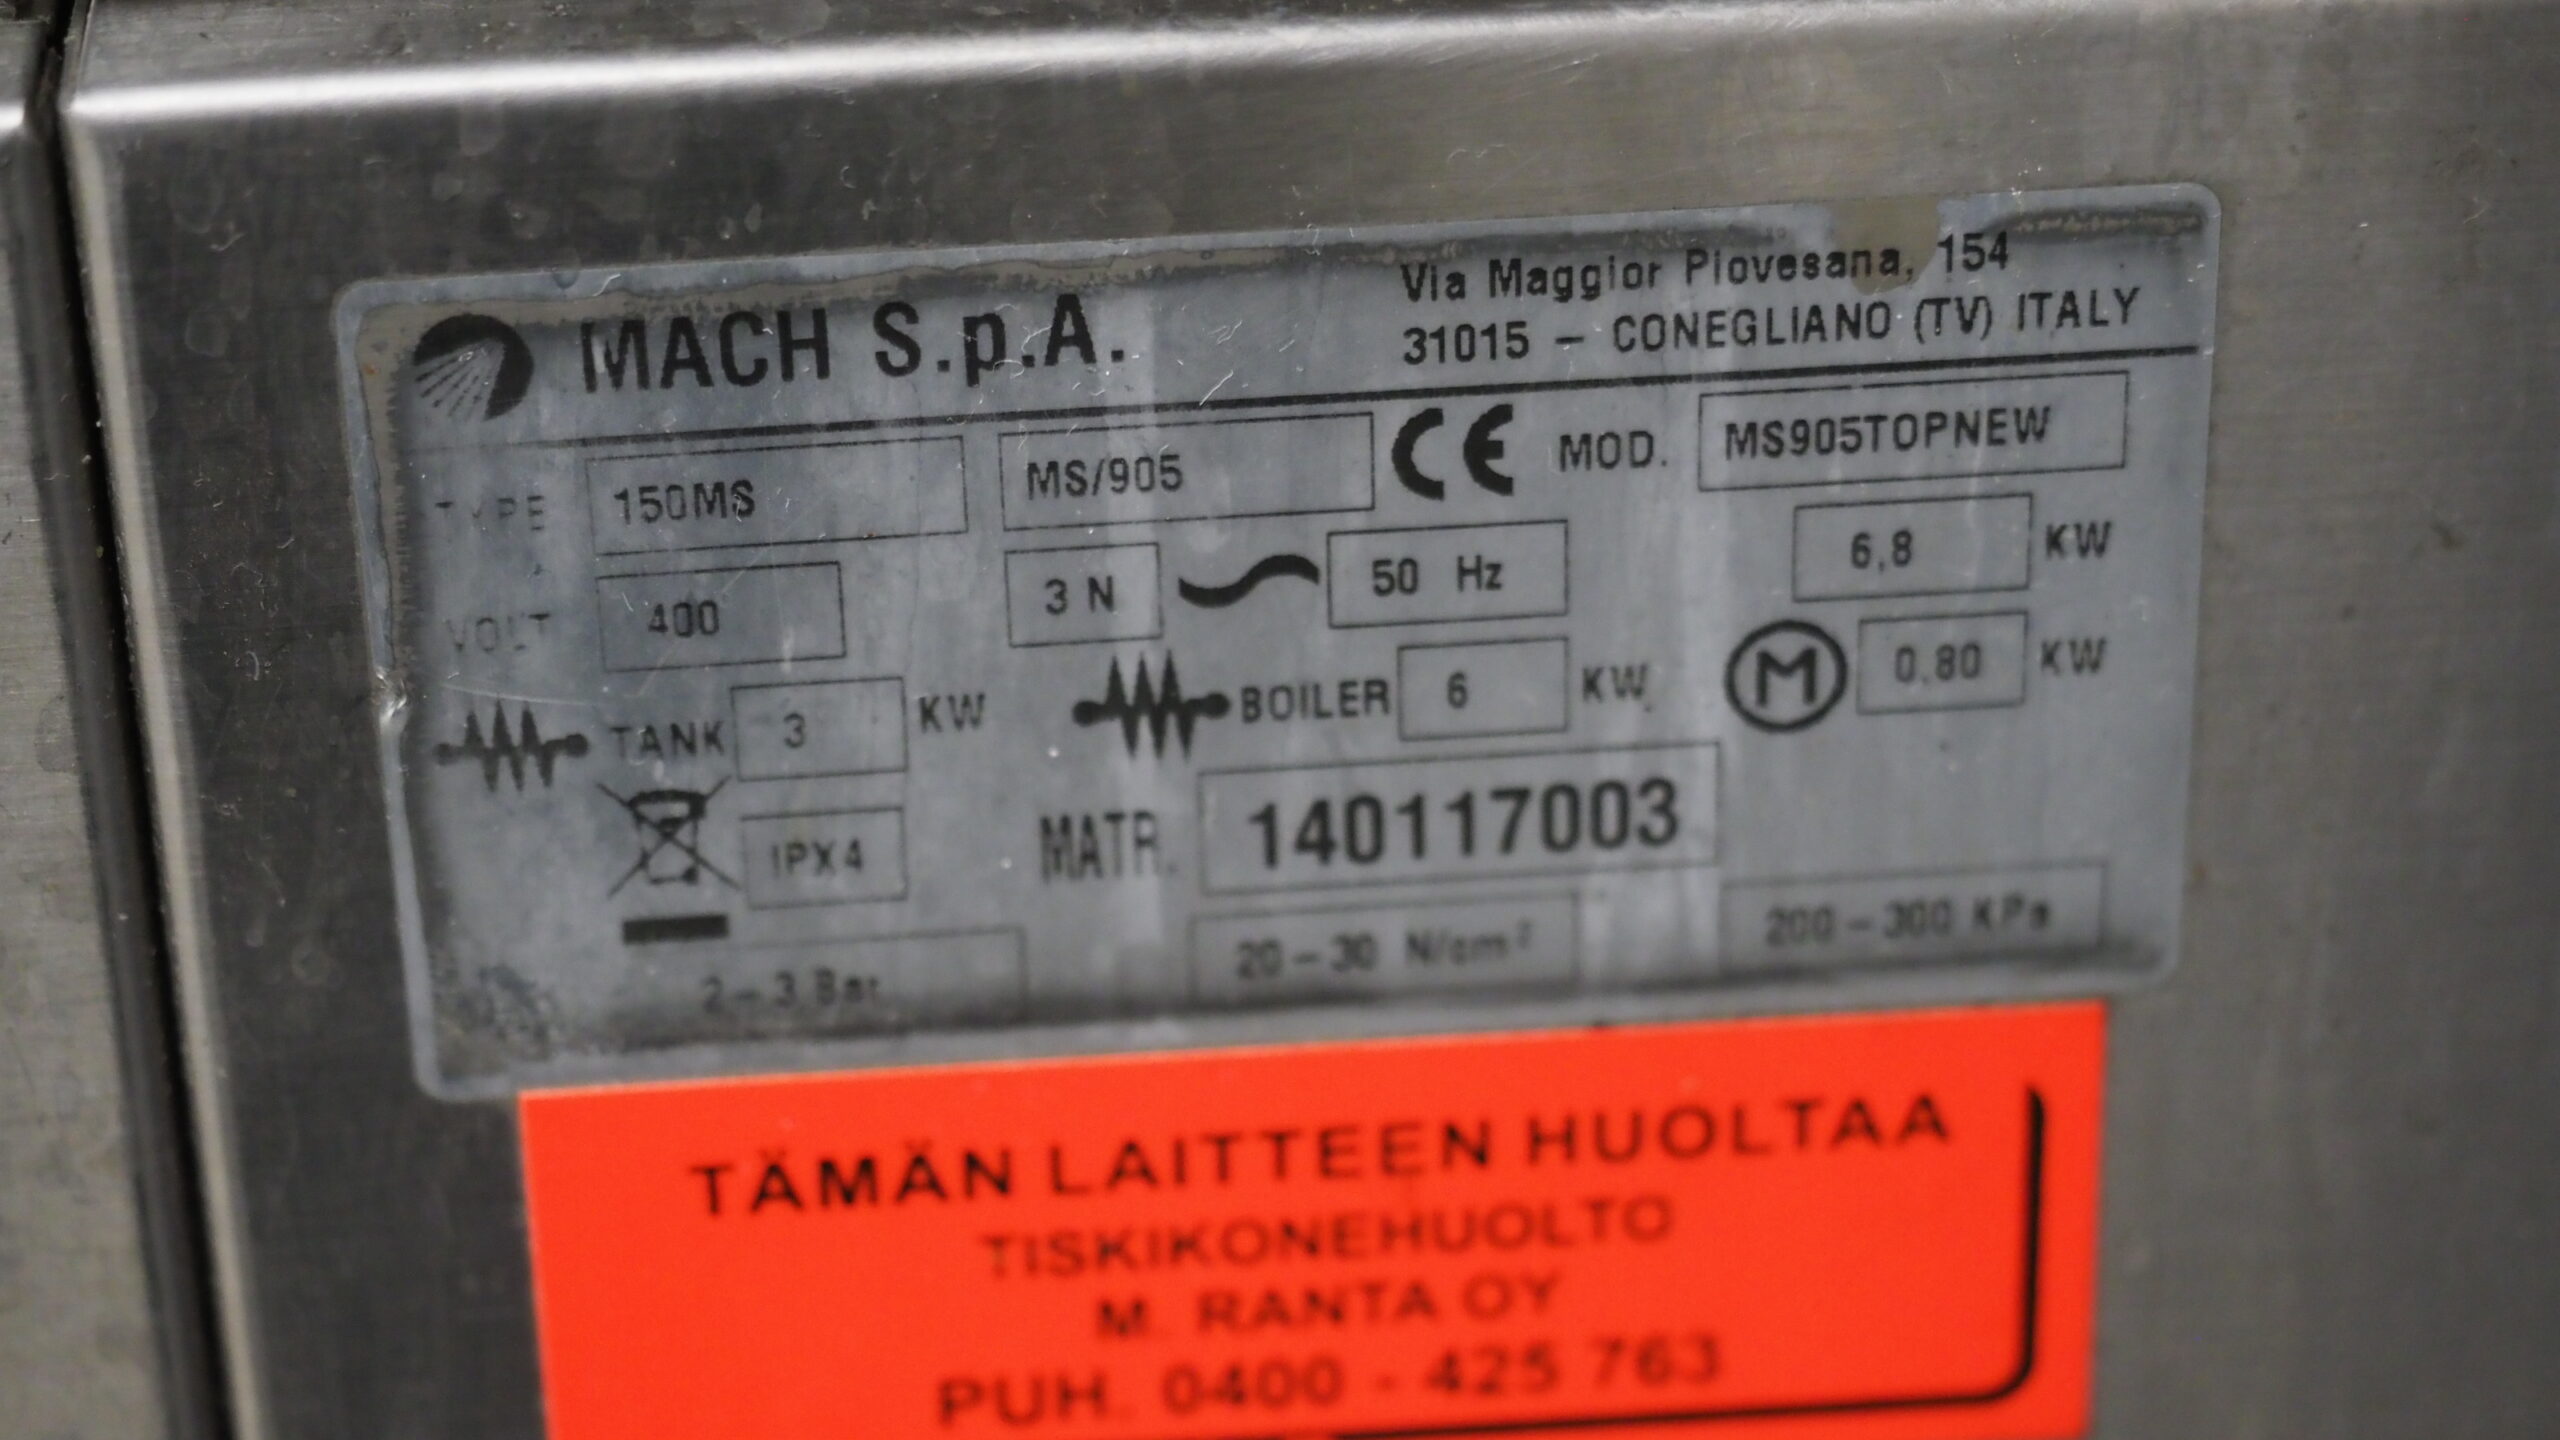 MACH S.p.A.
Via Maggior Piovesana, 154
31015 – CONEGLIANO (TV) ITALY
TYPE 150MS MS/905 CE MOD. MS905TOPNEW
VOLT 400 3 N 50 Hz 6,8 KW
TANK 3 KW BOILER 6 KW M 0,80 KW
IPX4 MATR. 140117003
2–3 Bar 20–30 N/cm² 200–300 KPa
TÄMÄN LAITTEEN HUOLTAA
TISKIKONEHUOLTO
M. RANTA OY
PUH. 0400 - 425 763